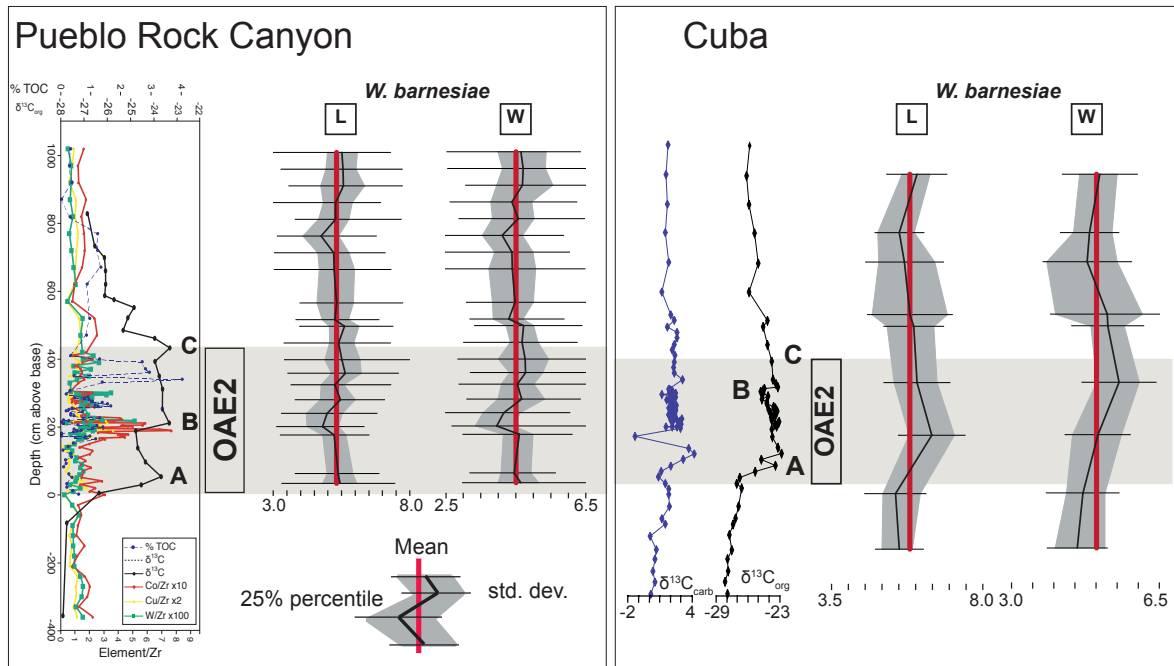 Pueblo Rock Canyon
Cuba
% TOC
0 1 2 3 4
δ¹³Corg
-28 -27 -26 -25 -24 -23 -22
W. barnesiae
L
W
Depth (cm above base)
1000
800
600
400
200
0
-200
-400
C
B
A
OAE2
3.0 8.0
2.5 6.5
% TOC
δ¹³C
δ¹³C
Co/Zr x10
Cu/Zr x2
W/Zr x100
0 1 2 3 4 5 6 7 8 9
Element/Zr
Mean
25% percentile
std. dev.
W. barnesiae
L
W
C
B
A
OAE2
δ¹³Ccarb
δ¹³Corg
-2 4
-29 -23
3.5 8.0
3.0 6.5